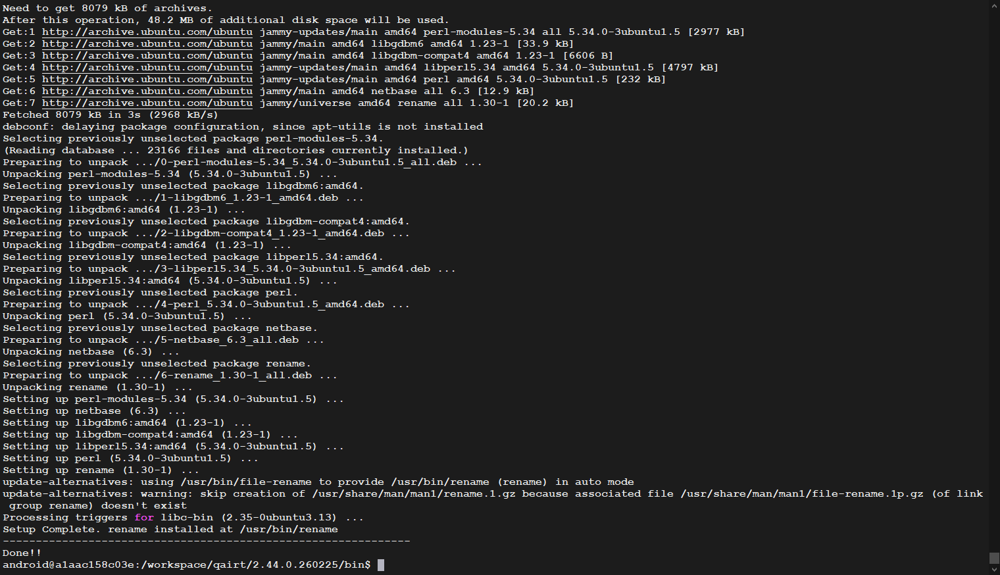 Need to get 8079 kB of archives.
After this operation, 48.2 MB of additional disk space will be used.
Get:1 http://archive.ubuntu.com/ubuntu jammy-updates/main amd64 perl-modules-5.34 all 5.34.0-3ubuntu1.5 [2977 kB]
Get:2 http://archive.ubuntu.com/ubuntu jammy/main amd64 libgdbm6 amd64 1.23-1 [33.9 kB]
Get:3 http://archive.ubuntu.com/ubuntu jammy/main amd64 libgdbm-compat4 amd64 1.23-1 [6606 B]
Get:4 http://archive.ubuntu.com/ubuntu jammy-updates/main amd64 libperl5.34 amd64 5.34.0-3ubuntu1.5 [4797 kB]
Get:5 http://archive.ubuntu.com/ubuntu jammy-updates/main amd64 perl amd64 5.34.0-3ubuntu1.5 [232 kB]
Get:6 http://archive.ubuntu.com/ubuntu jammy/main amd64 netbase all 6.3 [12.9 kB]
Get:7 http://archive.ubuntu.com/ubuntu jammy/universe amd64 rename all 1.30-1 [20.2 kB]
Fetched 8079 kB in 3s (2968 kB/s)
debconf: delaying package configuration, since apt-utils is not installed
Selecting previously unselected package perl-modules-5.34.
(Reading database ... 23166 files and directories currently installed.)
Preparing to unpack .../0-perl-modules-5.34_5.34.0-3ubuntu1.5_all.deb ...
Unpacking perl-modules-5.34 (5.34.0-3ubuntu1.5) ...
Selecting previously unselected package libgdbm6:amd64.
Preparing to unpack .../1-libgdbm6_1.23-1_amd64.deb ...
Unpacking libgdbm6:amd64 (1.23-1) ...
Selecting previously unselected package libgdbm-compat4:amd64.
Preparing to unpack .../2-libgdbm-compat4_1.23-1_amd64.deb ...
Unpacking libgdbm-compat4:amd64 (1.23-1) ...
Selecting previously unselected package libperl5.34:amd64.
Preparing to unpack .../3-libperl5.34_5.34.0-3ubuntu1.5_amd64.deb ...
Unpacking libperl5.34:amd64 (5.34.0-3ubuntu1.5) ...
Selecting previously unselected package perl.
Preparing to unpack .../4-perl_5.34.0-3ubuntu1.5_amd64.deb ...
Unpacking perl (5.34.0-3ubuntu1.5) ...
Selecting previously unselected package netbase.
Preparing to unpack .../5-netbase_6.3_all.deb ...
Unpacking netbase (6.3) ...
Selecting previously unselected package rename.
Preparing to unpack .../6-rename_1.30-1_all.deb ...
Unpacking rename (1.30-1) ...
Setting up perl-modules-5.34 (5.34.0-3ubuntu1.5) ...
Setting up netbase (6.3) ...
Setting up libgdbm6:amd64 (1.23-1) ...
Setting up libgdbm-compat4:amd64 (1.23-1) ...
Setting up libperl5.34:amd64 (5.34.0-3ubuntu1.5) ...
Setting up perl (5.34.0-3ubuntu1.5) ...
Setting up rename (1.30-1) ...
update-alternatives: using /usr/bin/file-rename to provide /usr/bin/rename (rename) in auto mode
update-alternatives: warning: skip creation of /usr/share/man/man1/rename.1.gz because associated file /usr/share/man/man1/file-rename.1p.gz (of link
 group rename) doesn't exist
Processing triggers for libc-bin (2.35-0ubuntu3.13) ...
Setup Complete. rename installed at /usr/bin/rename
--------------------------------------------------------------
Done!!
android@a1aac158c03e:/workspace/qairt/2.44.0.260225/bin$